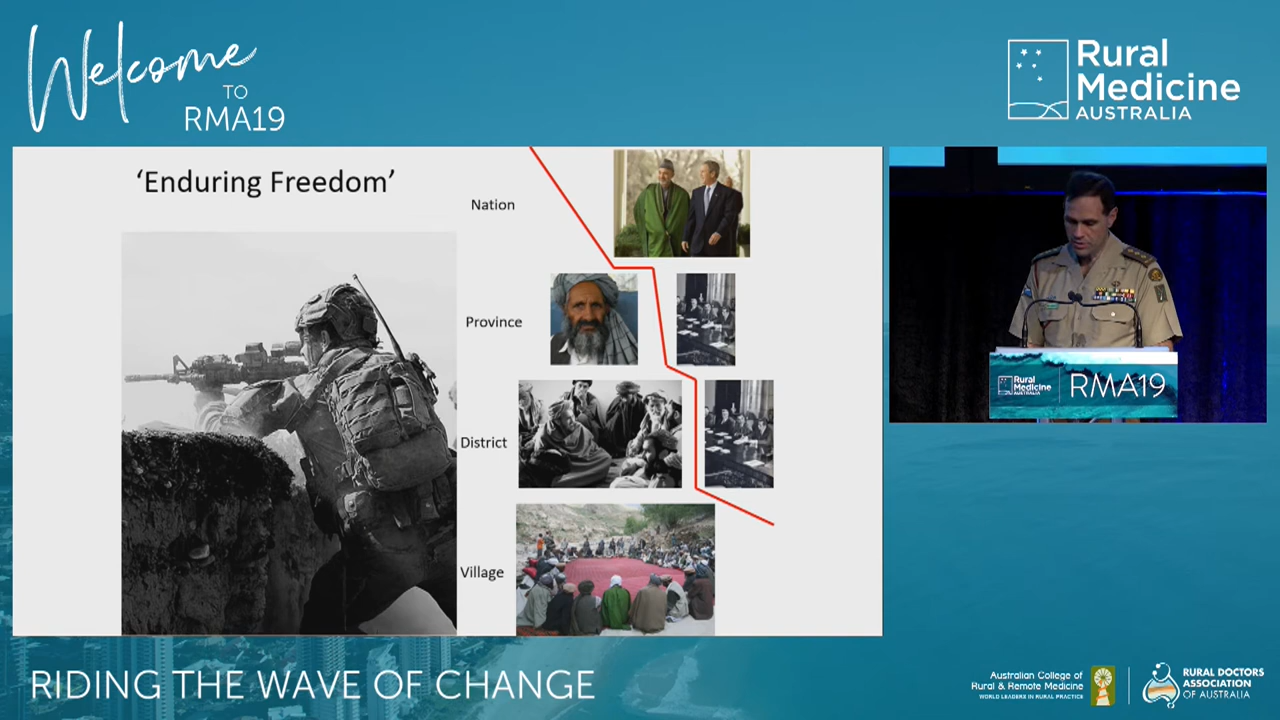 Welcome
TO
RMA19
Rural
Medicine
AUSTRALIA
'Enduring Freedom'
Nation
Province
District
Village
Rural
Medicine
AUSTRALIA
RMA19
RIDING THE WAVE OF CHANGE
Australian College of
Rural & Remote Medicine
WORLD LEADERS IN RURAL PRACTICE
RURAL DOCTORS
ASSOCIATION
OF AUSTRALIA